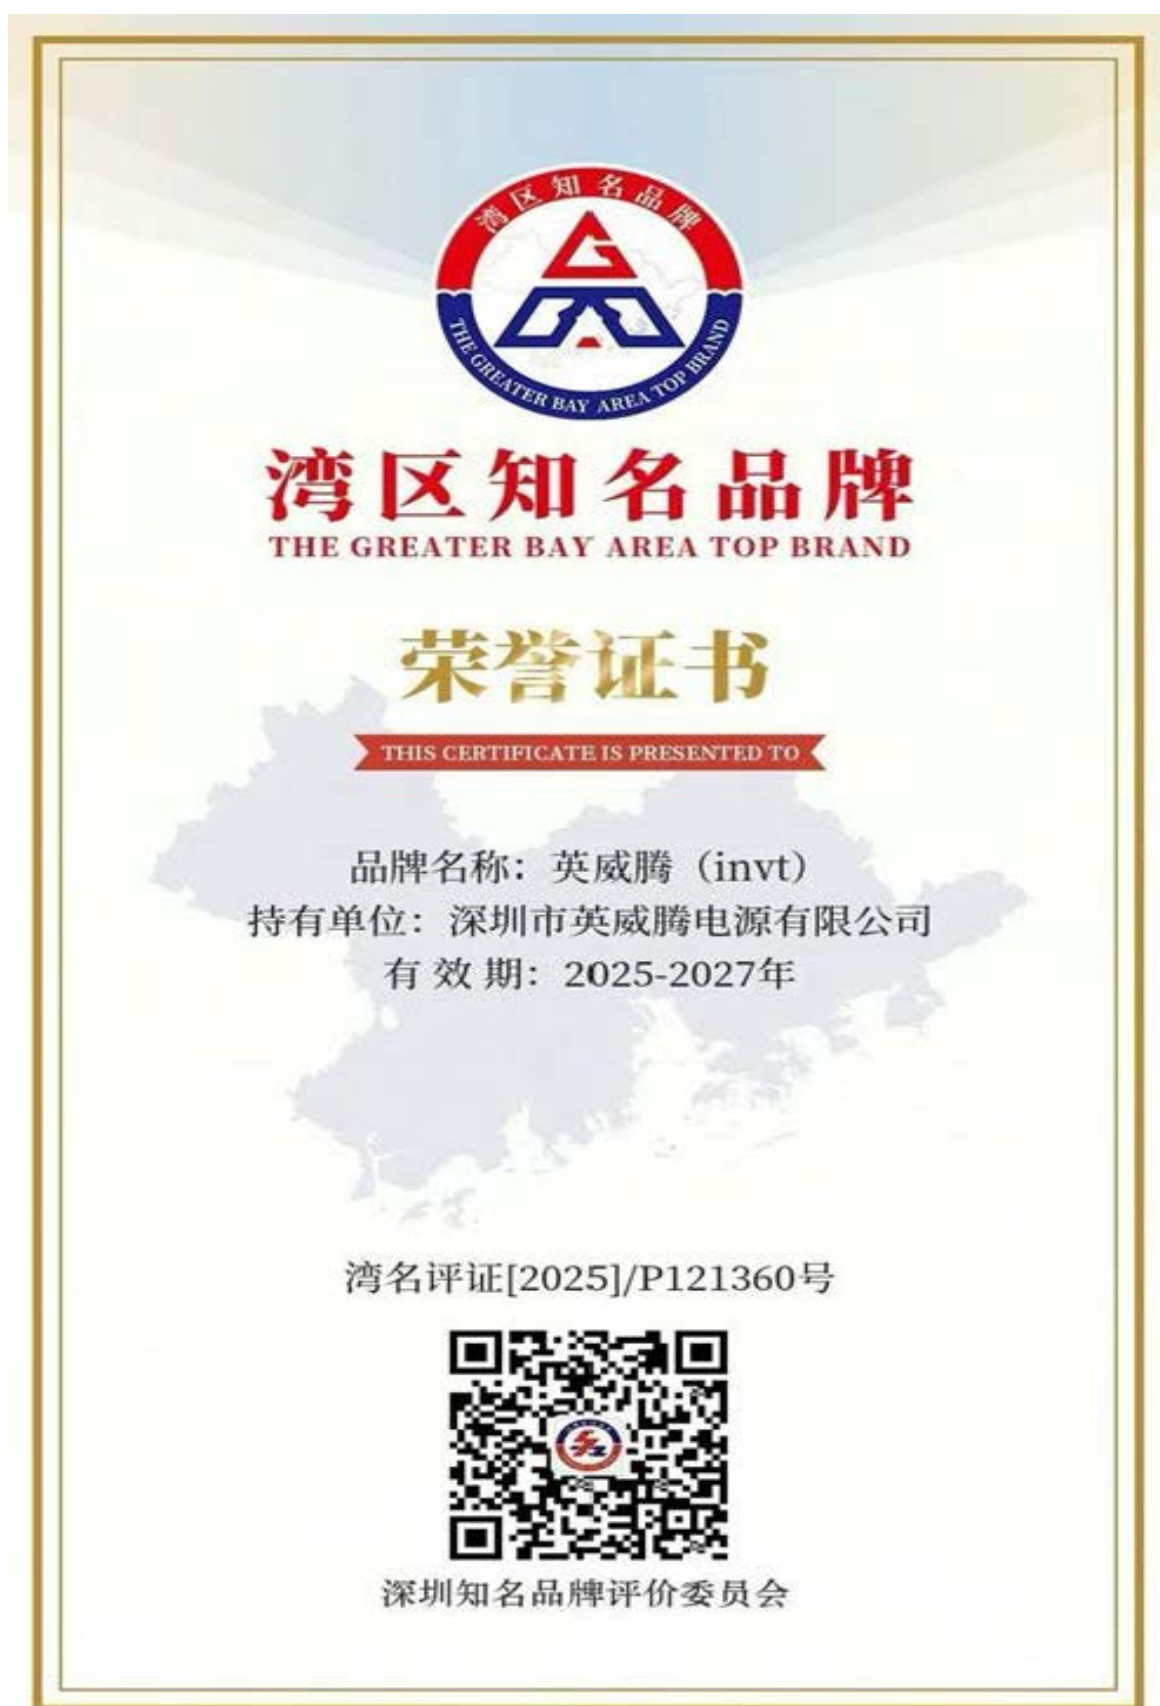 湾区知名品牌
THE GREATER BAY AREA TOP BRAND
湾区知名品牌
THE GREATER BAY AREA TOP BRAND
荣誉证书
THIS CERTIFICATE IS PRESENTED TO
品牌名称：英威腾（invt）
持有单位：深圳市英威腾电源有限公司
有 效 期：2025-2027年
湾名评证[2025]/P121360号
深圳知名品牌评价委员会